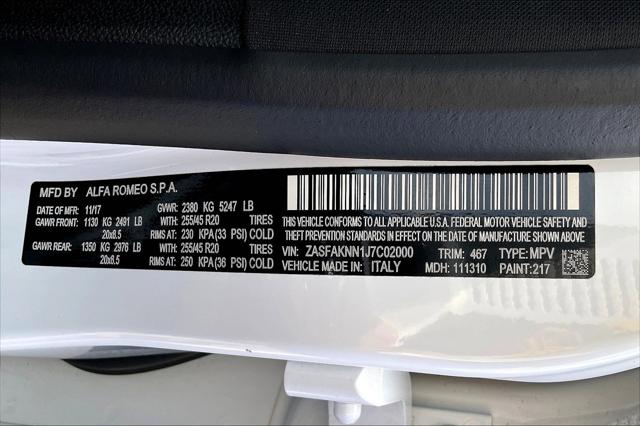 MFD BY ALFA ROMEO S.P.A.
DATE OF MFR: 11/17 GVWR: 2380 KG 5247 LB
GAWR FRONT: 1130 KG 2491 LB WITH: 255/45 R20 TIRES
20x8.5 RIMS AT: 230 KPA(33 PSI) COLD
GAWR REAR: 1350 KG 2976 LB WITH: 255/45 R20 TIRES
20x8.5 RIMS AT: 250 KPA(36 PSI) COLD
THIS VEHICLE CONFORMS TO ALL APPLICABLE U.S.A. FEDERAL MOTOR VEHICLE SAFETY AND
THEFT PREVENTION STANDARDS IN EFFECT ON THE DATE OF MANUFACTURE SHOWN ABOVE
VIN: ZASFAKNN1J7C02000 TRIM: 467 TYPE: MPV
VEHICLE MADE IN: ITALY MDH: 111310 PAINT: 217